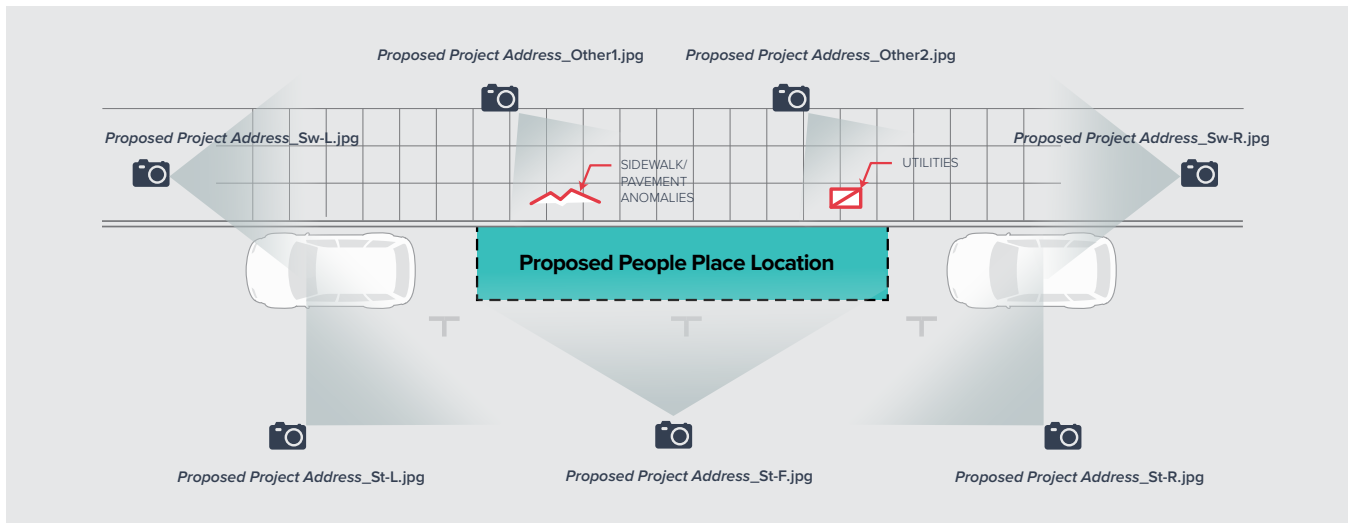 Proposed Project Address_Other1.jpg
Proposed Project Address_Other2.jpg
Proposed Project Address_Sw-L.jpg
Proposed Project Address_Sw-R.jpg
SIDEWALK/
PAVEMENT
ANOMALIES
UTILITIES
Proposed People Place Location
Proposed Project Address_St-L.jpg
Proposed Project Address_St-F.jpg
Proposed Project Address_St-R.jpg